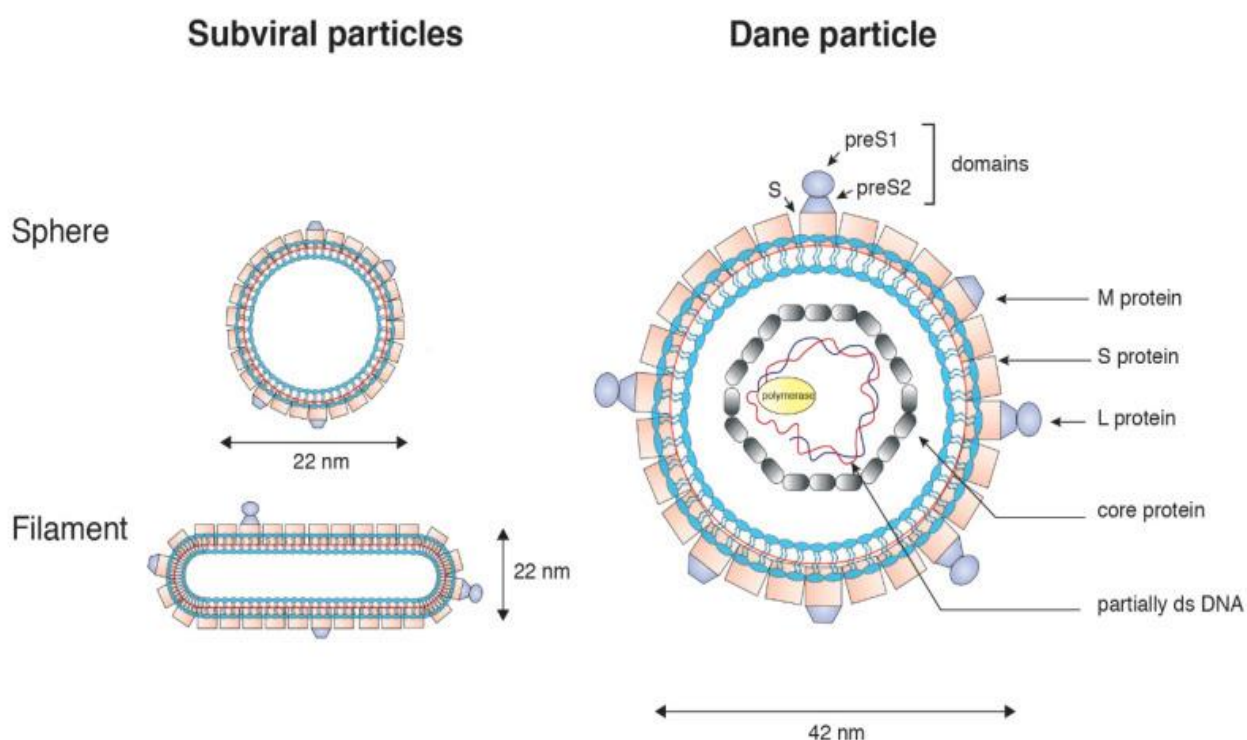 Subviral particles
Dane particle
preS1
domains
S
preS2
Sphere
M protein
S protein
polymerase
L protein
22 nm
Filament
core protein
22 nm
partially ds DNA
42 nm